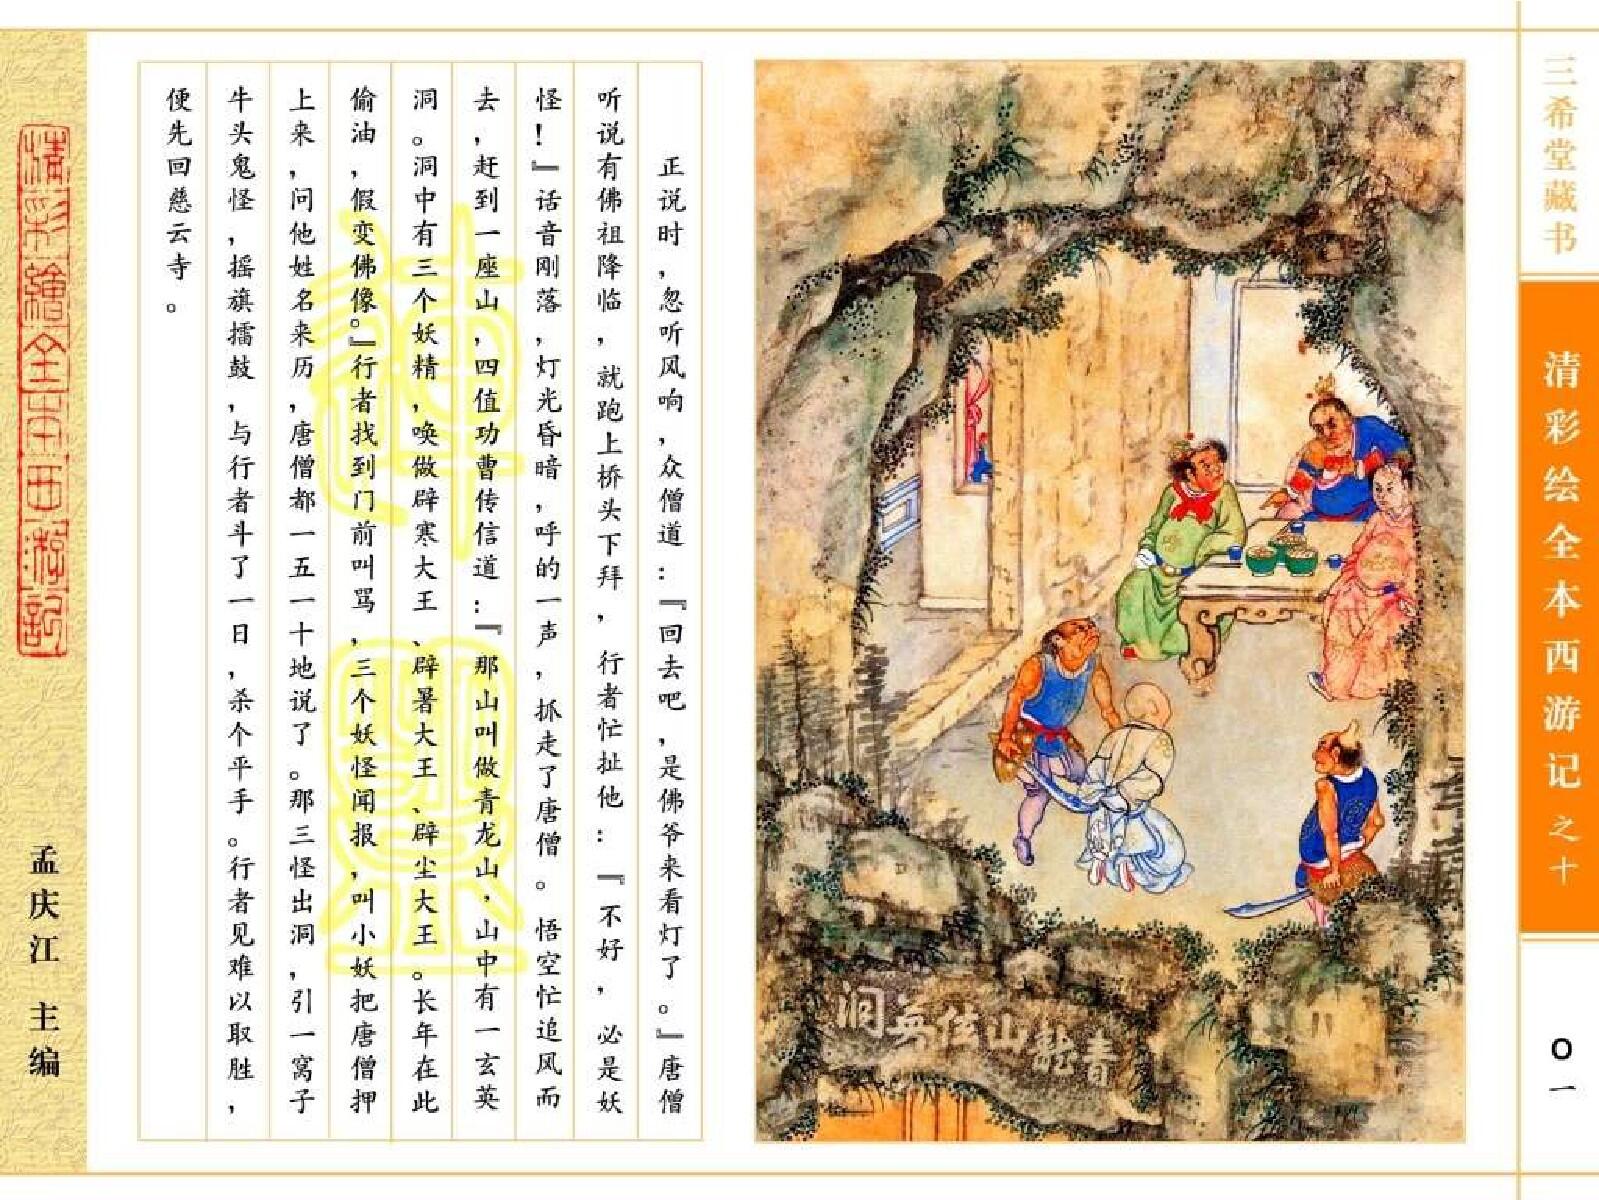 三希堂藏书
清彩绘全本西游记之十
〇一
青龙山玄英洞
正说时，忽听风响，众僧道：『回去吧，是佛爷来看灯了。』唐僧
听说有佛祖降临，就跑上桥头下拜，行者忙扯他：『不好，必是妖
怪！』话音刚落，灯光昏暗，呼的一声，抓走了唐僧。悟空忙追风而
去，赶到一座山，四值功曹传信道：『那山叫做青龙山，山中有一玄英
洞。洞中有三个妖精，唤做辟寒大王、辟暑大王、辟尘大王。长年在此
偷油，假变佛像。』行者找到门前叫骂，三个妖怪闻报，叫小妖把唐僧押
上来，问他姓名来历，唐僧都一五一十地说了。那三怪出洞，引一窝子
牛头鬼怪，摇旗擂鼓，与行者斗了一日，杀个平手。行者见难以取胜，
便先回慈云寺。
清彩繪全本西游記
孟庆江 主编